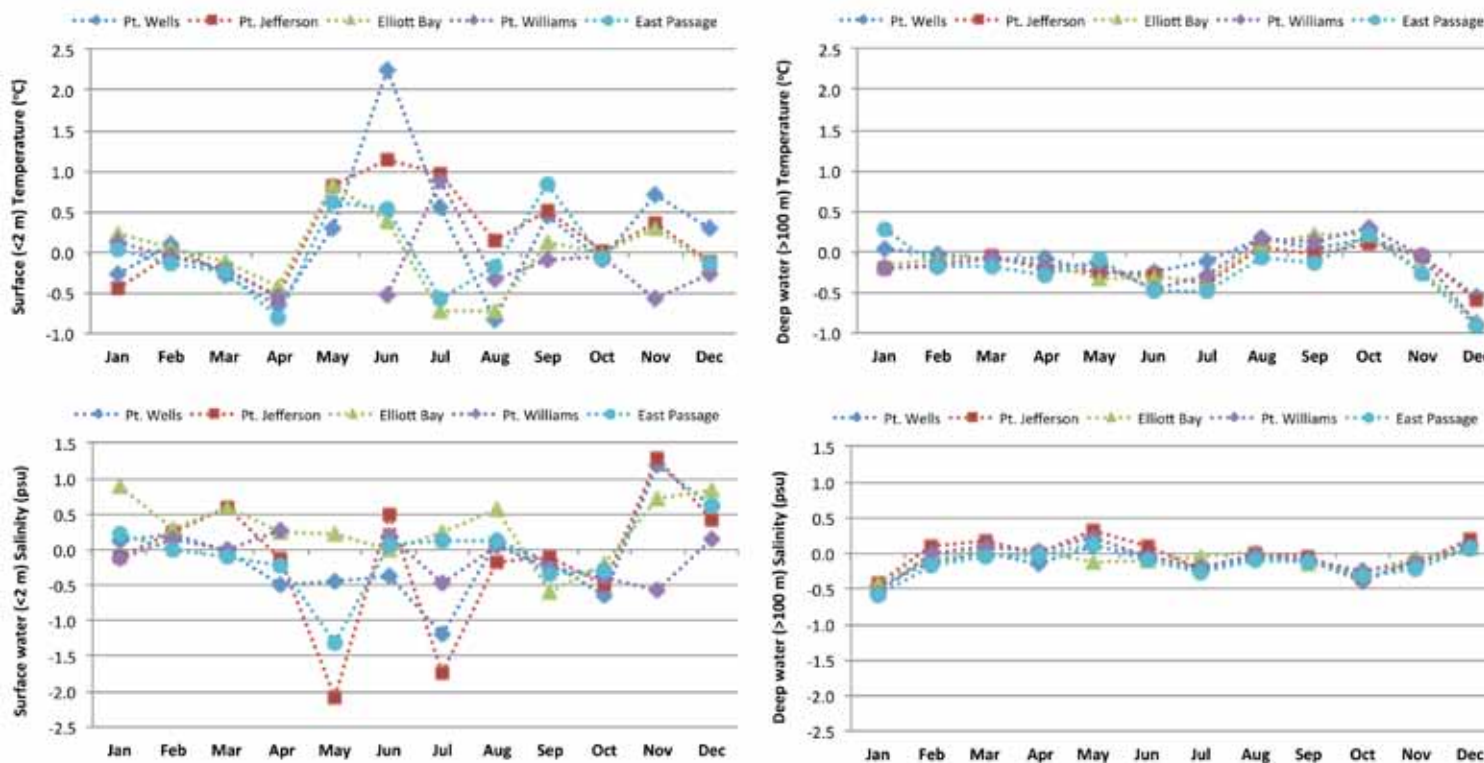 Pt. Wells Pt. Jefferson Elliott Bay Pt. Williams East Passage
Surface (<2 m) Temperature (°C)
2.5
2.0
1.5
1.0
0.5
0.0
-0.5
-1.0
Jan Feb Mar Apr May Jun Jul Aug Sep Oct Nov Dec
Pt. Wells Pt. Jefferson Elliott Bay Pt. Williams East Passage
Deep water (>100 m) Temperature (°C)
2.5
2.0
1.5
1.0
0.5
0.0
-0.5
-1.0
Jan Feb Mar Apr May Jun Jul Aug Sep Oct Nov Dec
Pt. Wells Pt. Jefferson Elliott Bay Pt. Williams East Passage
Surface water (<2 m) Salinity (psu)
1.5
1.0
0.5
0.0
-0.5
-1.0
-1.5
-2.0
-2.5
Jan Feb Mar Apr May Jun Jul Aug Sep Oct Nov Dec
Pt. Wells Pt. Jefferson Elliott Bay Pt. Williams East Passage
Deep water (>100 m) Salinity (psu)
1.5
1.0
0.5
0.0
-0.5
-1.0
-1.5
-2.0
-2.5
Jan Feb Mar Apr May Jun Jul Aug Sep Oct Nov Dec